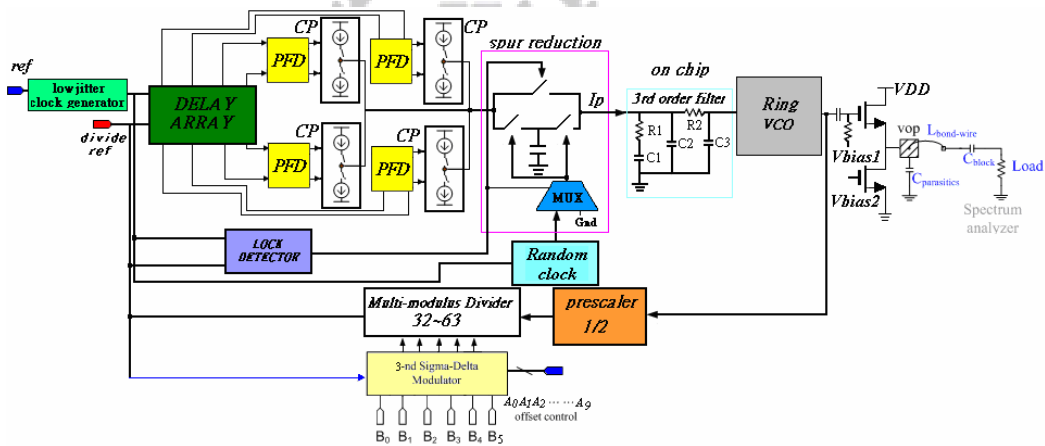 CP
CP
PFD
PFD
spur reduction
ref
low jitter
clock generator
on chip
DELAY
ARRAY
Ip
3rd order filter
Ring
VCO
VDD
R1
R2
divide
ref
CP
CP
C1
C2
C3
PFD
PFD
vop
Lbond-wire
Vbias1
Cblock
Load
Cparasitics
Vbias2
MUX
Gnd
Spectrum
analyzer
LOCK
DETECTOR
Random
clock
Multi-modulus Divider
32~63
prescaler
1/2
3-nd Sigma-Delta
Modulator
A0A1A2 ... ... A9
offset control
B0 B1 B2 B3 B4 B5